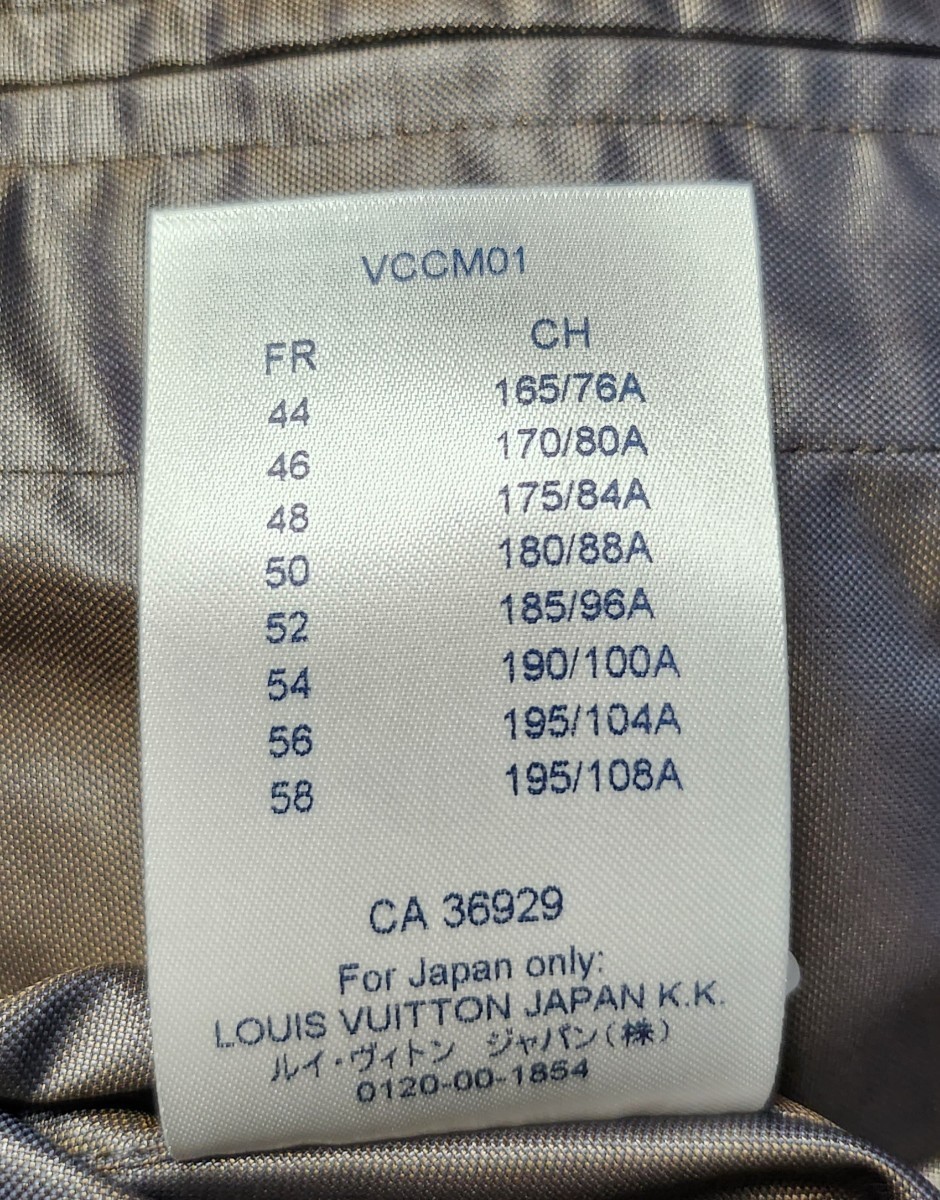 VCCM01
FR CH
44 165/76A
46 170/80A
48 175/84A
50 180/88A
52 185/96A
54 190/100A
56 195/104A
58 195/108A
CA 36929
For Japan only:
LOUIS VUITTON JAPAN K.K.
ルイ・ヴィトン ジャパン(株)
0120-00-1854